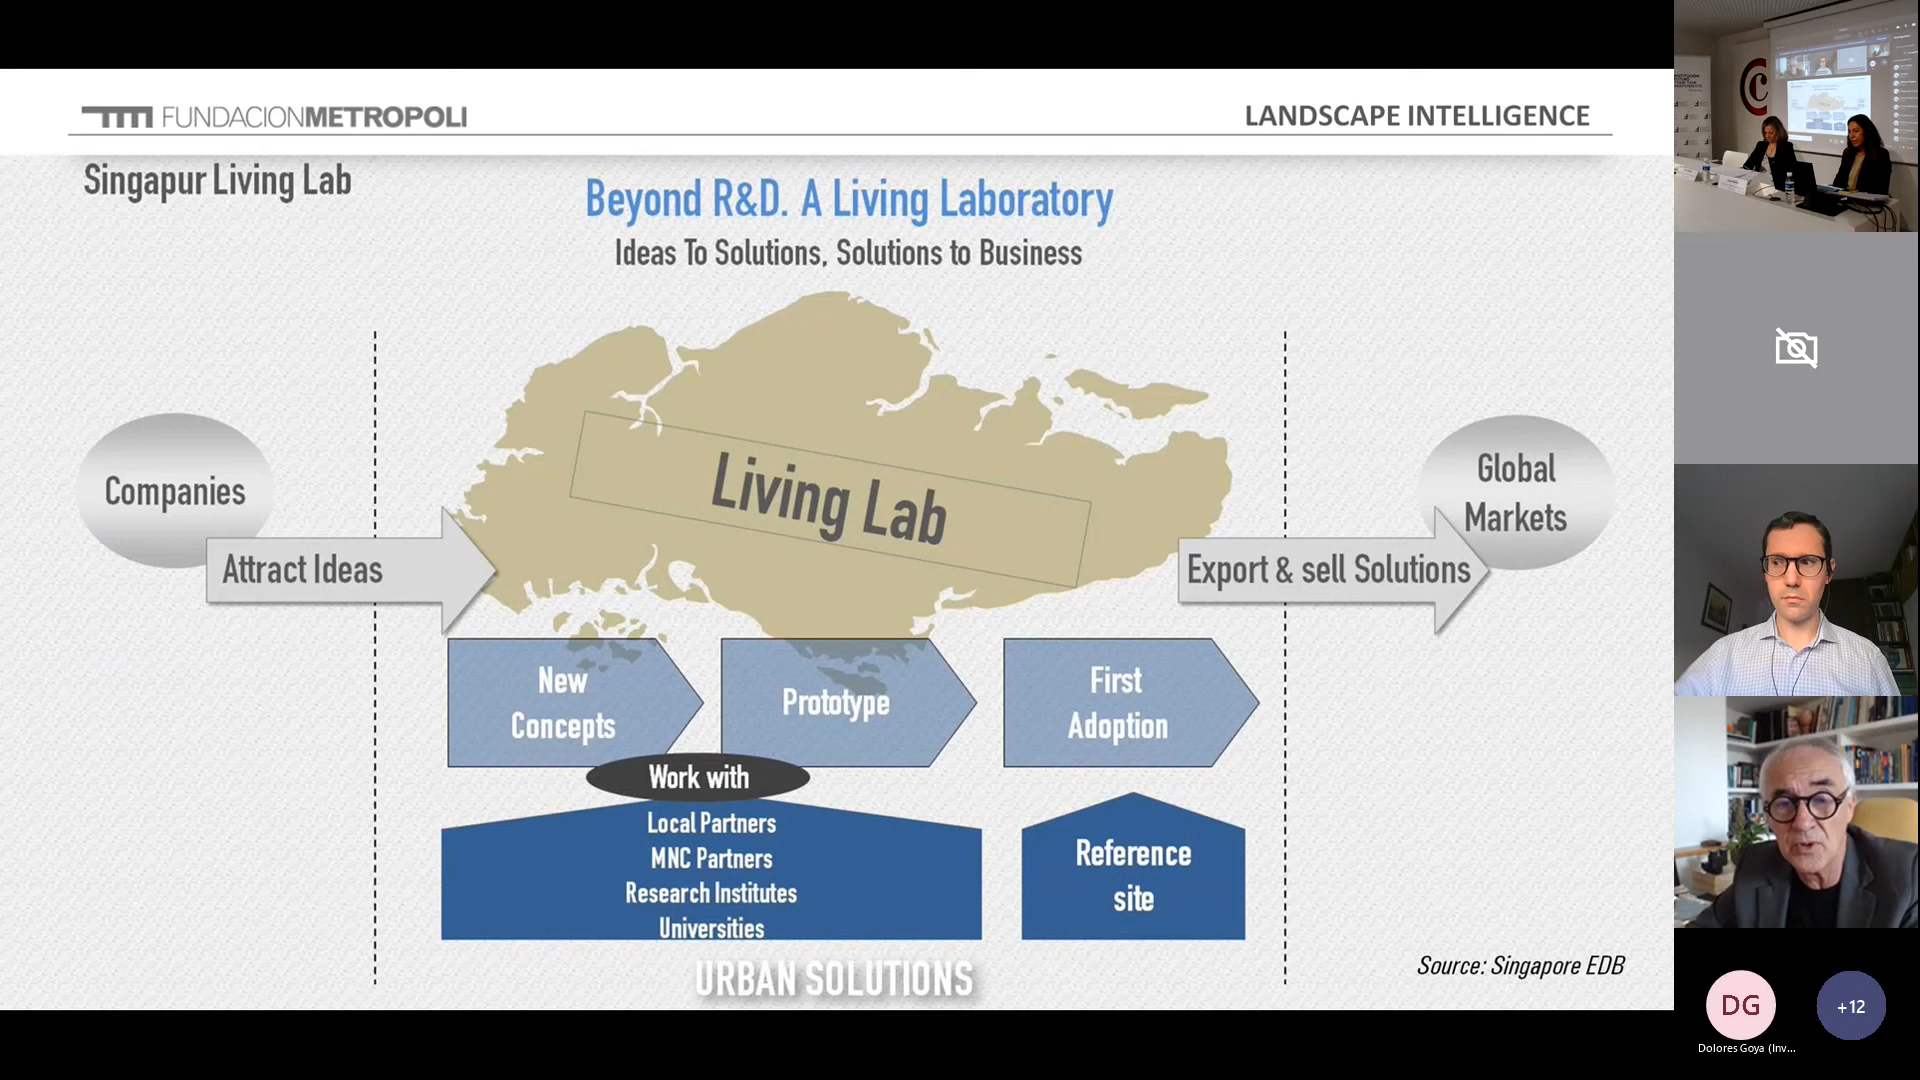 FUNDACIONMETROPOLI
LANDSCAPE INTELLIGENCE
Singapur Living Lab
Beyond R&D. A Living Laboratory
Ideas To Solutions, Solutions to Business
Companies
Attract Ideas
Living Lab
Global
Markets
Export & sell Solutions
New
Concepts
Prototype
First
Adoption
Work with
Local Partners
MNC Partners
Research Institutes
Universities
Reference
site
URBAN SOLUTIONS
Source: Singapore EDB
DG
+12
Dolores Goya (Inv...